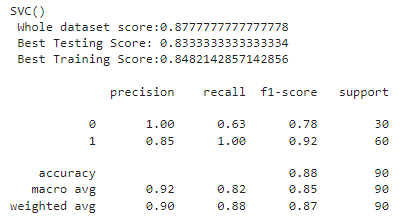 SVC()
Whole dataset score:0.8777777777777778
Best Testing Score: 0.8333333333333334
Best Training Score:0.8482142857142856
precision recall f1-score support
0 1.00 0.63 0.78 30
1 0.85 1.00 0.92 60
accuracy 0.88 90
macro avg 0.92 0.82 0.85 90
weighted avg 0.90 0.88 0.87 90